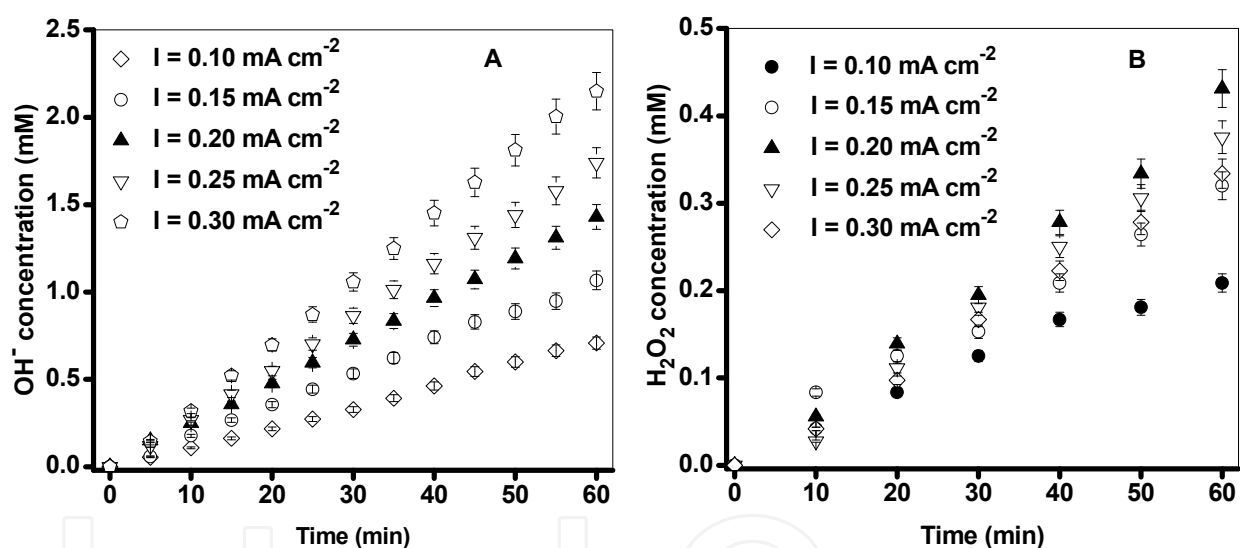 A
OH⁻ concentration (mM)
2.5
2.0
1.5
1.0
0.5
0.0
I = 0.10 mA cm⁻²
I = 0.15 mA cm⁻²
I = 0.20 mA cm⁻²
I = 0.25 mA cm⁻²
I = 0.30 mA cm⁻²
0 10 20 30 40 50 60
Time (min)
B
H₂O₂ concentration (mM)
0.5
0.4
0.3
0.2
0.1
0.0
I = 0.10 mA cm⁻²
I = 0.15 mA cm⁻²
I = 0.20 mA cm⁻²
I = 0.25 mA cm⁻²
I = 0.30 mA cm⁻²
0 10 20 30 40 50 60
Time (min)